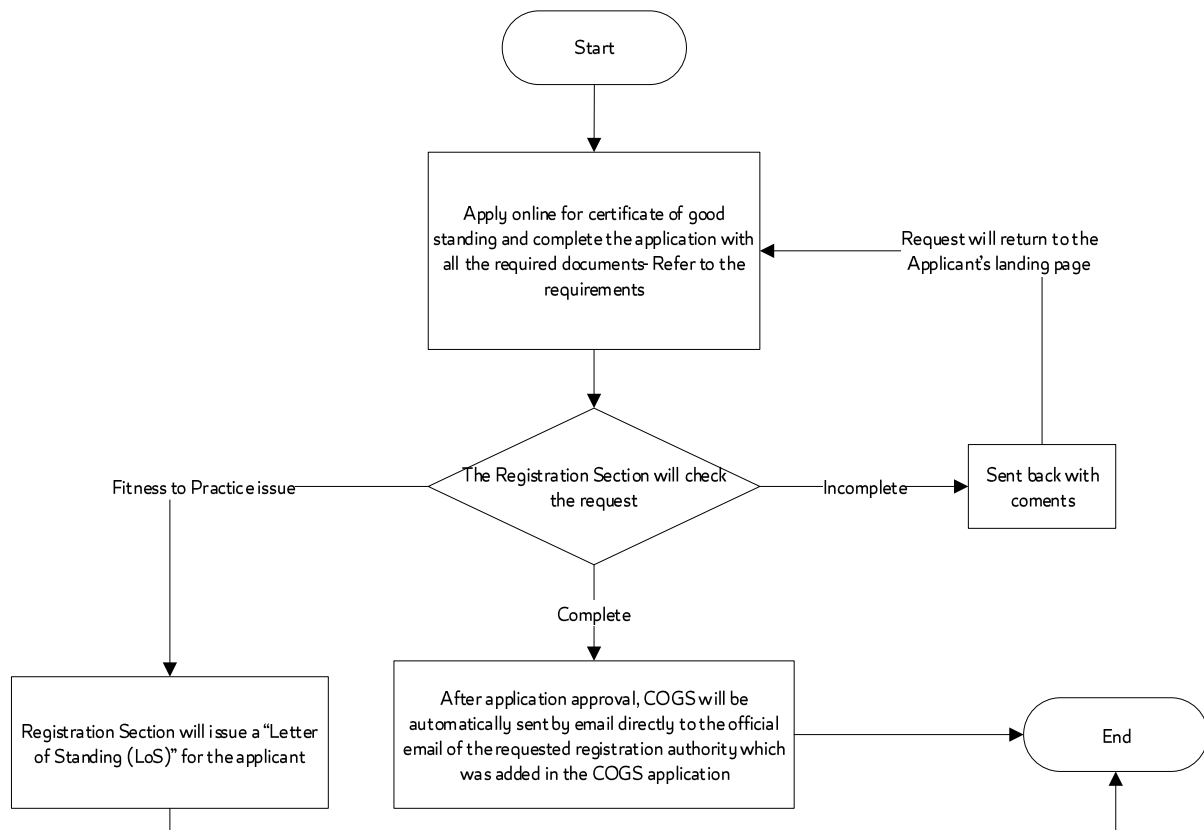 Start
Apply online for certificate of good
standing and complete the application with
all the required documents- Refer to the
requirements
Request will return to the
Applicant's landing page
The Registration Section will check
the request
Fitness to Practice issue
Incomplete
Sent back with
coments
Complete
Registration Section will issue a “Letter
of Standing (LoS)” for the applicant
After application approval, COGS will be
automatically sent by email directly to the official
email of the requested registration authority which
was added in the COGS application
End